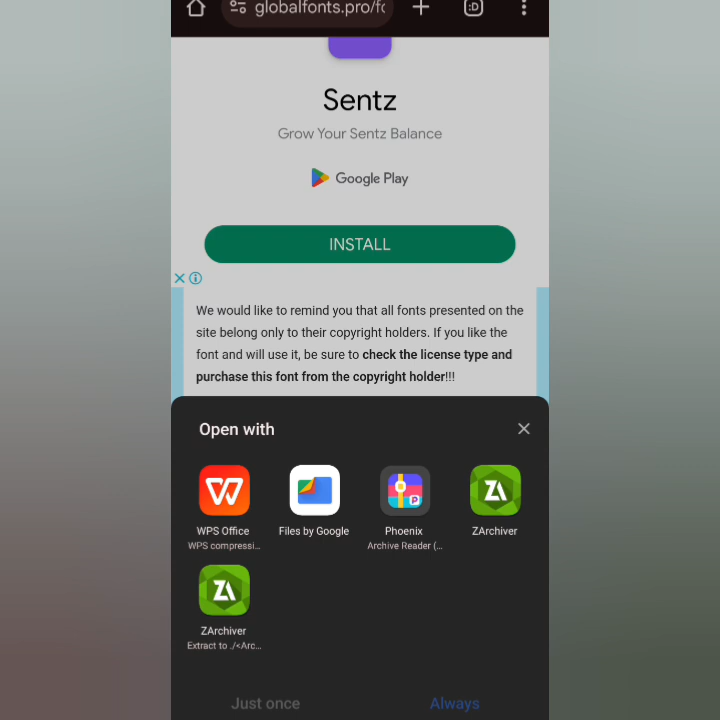 globalfonts.pro/fo
:D
Sentz
Grow Your Sentz Balance
Google Play
INSTALL
We would like to remind you that all fonts presented on the
site belong only to their copyright holders. If you like the
font and will use it, be sure to check the license type and
purchase this font from the copyright holder!!!
Open with
WPS Office
WPS compressi...
Files by Google
Phoenix
Archive Reader (...
ZArchiver
ZArchiver
Extract to ./<Arc...
Just once
Always